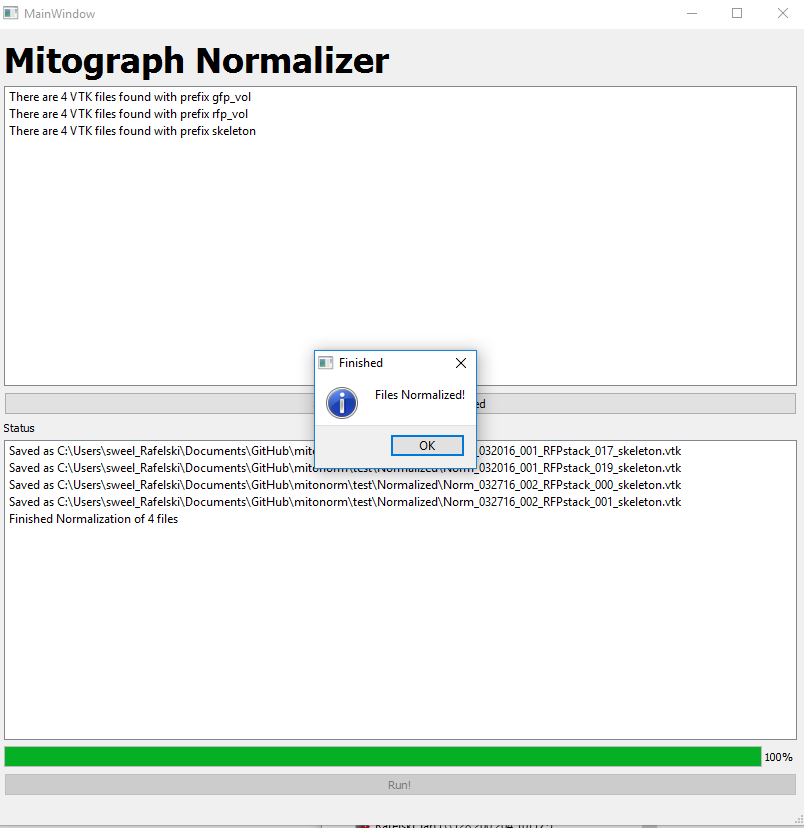 MainWindow
Mitograph Normalizer
There are 4 VTK files found with prefix gfp_vol
There are 4 VTK files found with prefix rfp_vol
There are 4 VTK files found with prefix skeleton
Finished
Files Normalized!
OK
ed
Status
Saved as C:\Users\sweel_Rafelski\Documents\GitHub\mito _032016_001_RFPstack_017_skeleton.vtk
Saved as C:\Users\sweel_Rafelski\Documents\GitHub\mitonorm\test\Normalized\Norm_032016_001_RFPstack_019_skeleton.vtk
Saved as C:\Users\sweel_Rafelski\Documents\GitHub\mitonorm\test\Normalized\Norm_032716_002_RFPstack_000_skeleton.vtk
Saved as C:\Users\sweel_Rafelski\Documents\GitHub\mitonorm\test\Normalized\Norm_032716_002_RFPstack_001_skeleton.vtk
Finished Normalization of 4 files
100%
Run!